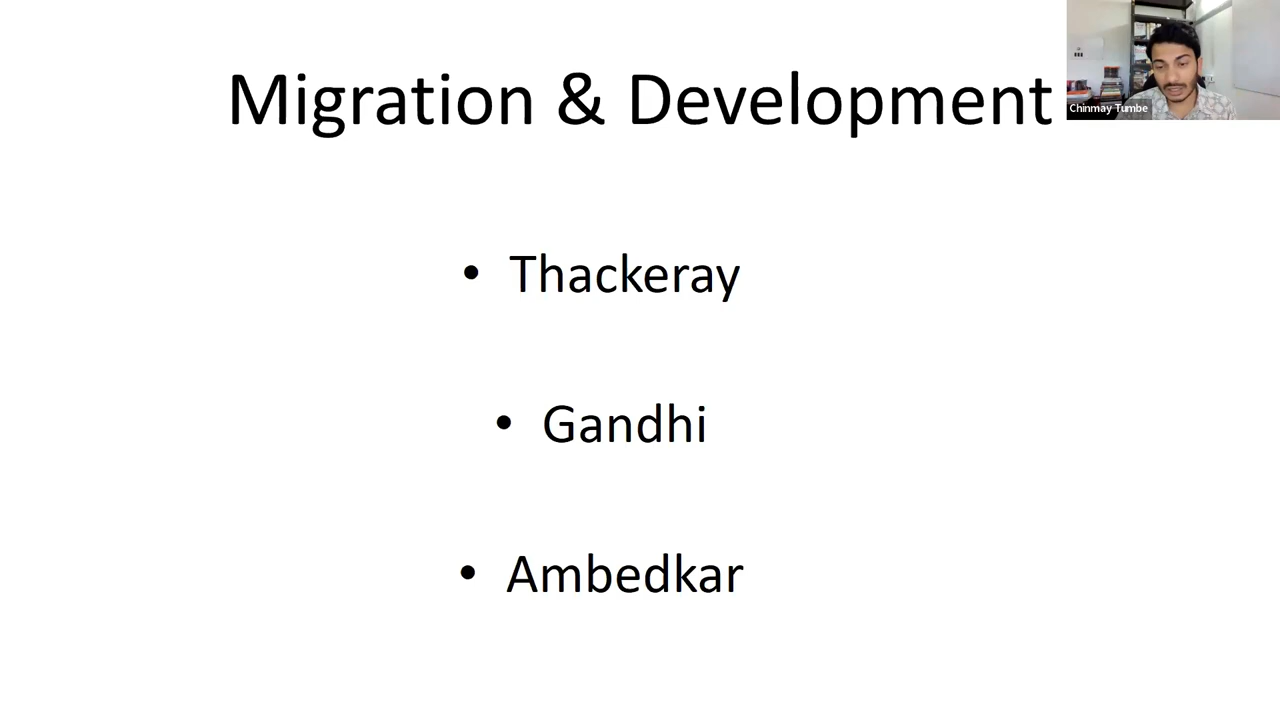 Migration & Development
Chinmay Tumbe
• Thackeray
• Gandhi
• Ambedkar